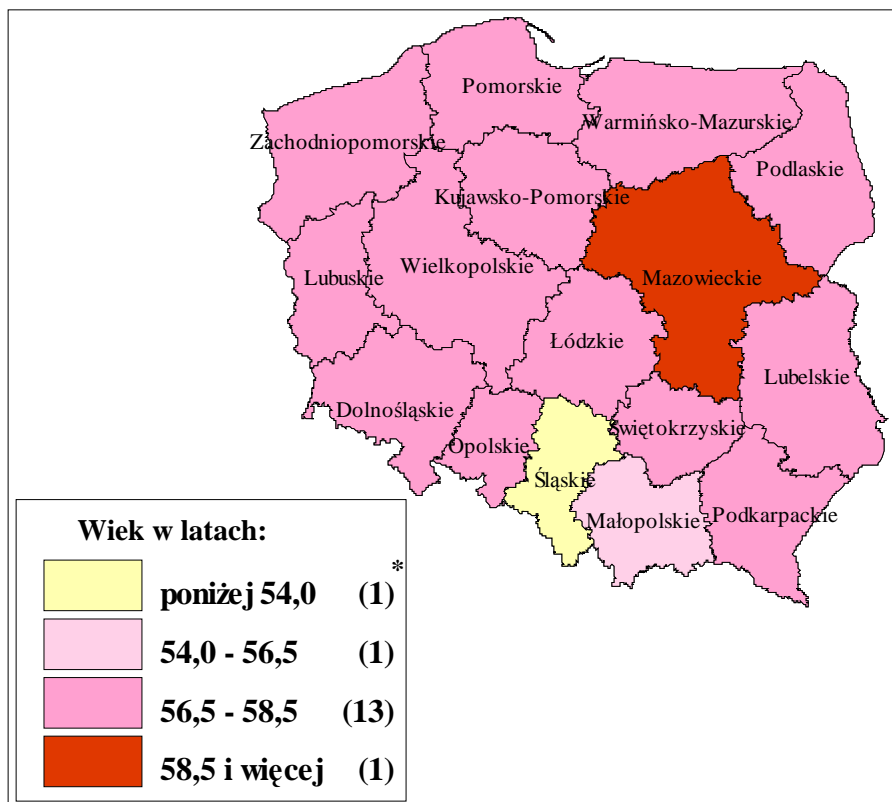 Pomorskie
Warmińsko-Mazurskie
Zachodniopomorskie
Podlaskie
Kujawsko-Pomorskie
Wielkopolskie
Mazowieckie
Lubuskie
Łódzkie
Lubelskie
Dolnośląskie
Świętokrzyskie
Opolskie
Śląskie
Małopolskie
Podkarpackie
Wiek w latach:
poniżej 54,0 (1)*
54,0 - 56,5 (1)
56,5 - 58,5 (13)
58,5 i więcej (1)